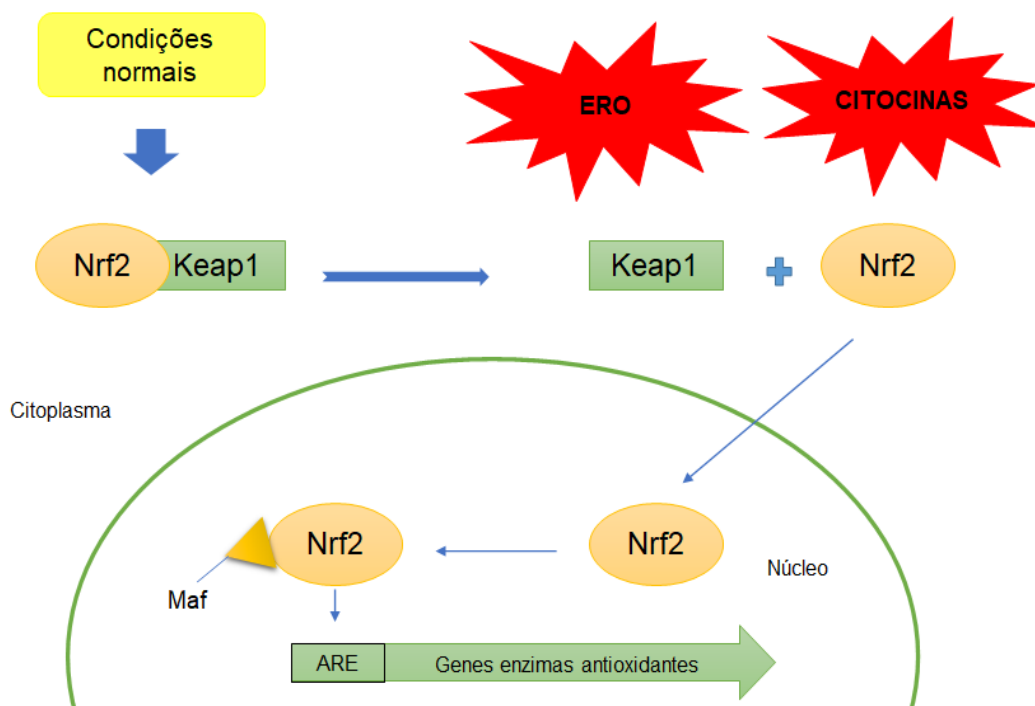 Condições
normais
ERO
CITOCINAS
Nrf2
Keap1
Keap1
Nrf2
Citoplasma
Nrf2
Nrf2
Núcleo
Maf
ARE
Genes enzimas antioxidantes